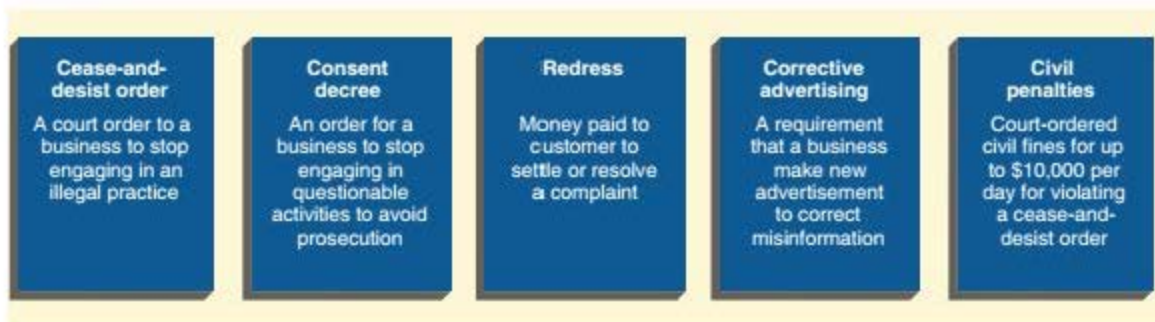 Cease-and-
desist order
A court order to a
business to stop
engaging in an
illegal practice
Consent
decree
An order for a
business to stop
engaging in
questionable
activities to avoid
prosecution
Redress
Money paid to
customer to
settle or resolve
a complaint
Corrective
advertising
A requirement
that a business
make new
advertisement
to correct
misinformation
Civil
penalties
Court-ordered
civil fines for up
to $10,000 per
day for violating
a cease-and-
desist order